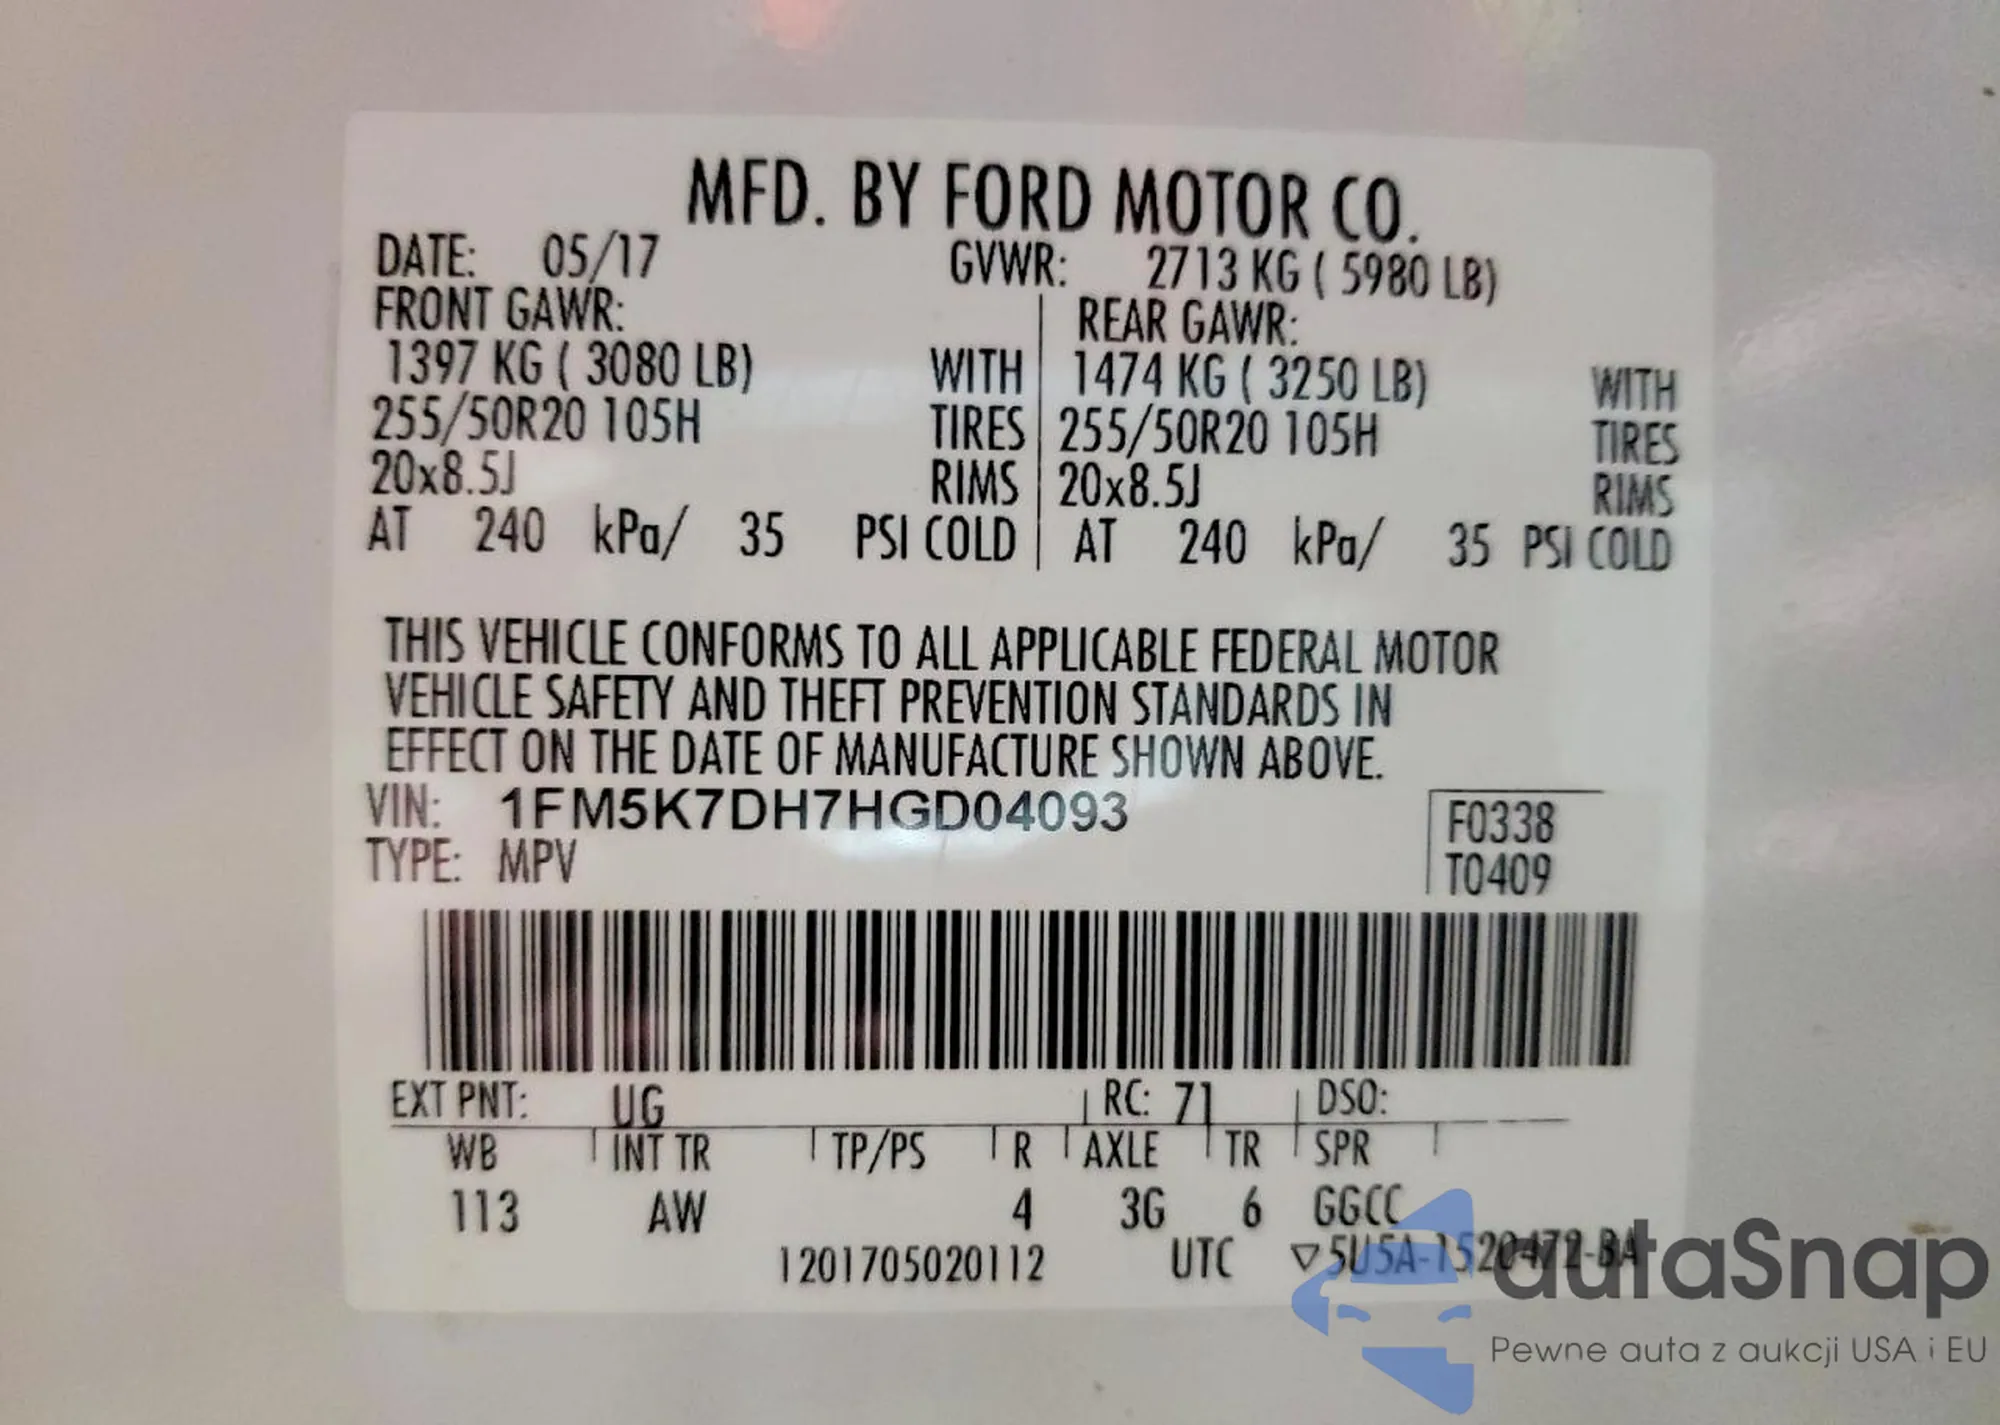 MFD. BY FORD MOTOR CO.
DATE: 05/17 GVWR: 2713 KG ( 5980 LB)
FRONT GAWR: REAR GAWR:
1397 KG ( 3080 LB) WITH 1474 KG ( 3250 LB) WITH
255/50R20 105H TIRES 255/50R20 105H TIRES
20x8.5J RIMS 20x8.5J RIMS
AT 240 kPa/ 35 PSI COLD AT 240 kPa/ 35 PSI COLD
THIS VEHICLE CONFORMS TO ALL APPLICABLE FEDERAL MOTOR
VEHICLE SAFETY AND THEFT PREVENTION STANDARDS IN
EFFECT ON THE DATE OF MANUFACTURE SHOWN ABOVE.
VIN: 1FM5K7DH7HGD04093 F0338
TYPE: MPV T0409
EXT PNT: UG RC: 71 DSO:
WB INT TR TP/PS R AXLE TR SPR
113 AW 4 3G 6 GGCC
1201705020112 UTC ▽5U5A-1520472-BA
autaSnap
Pewne auta z aukcji USA i EU